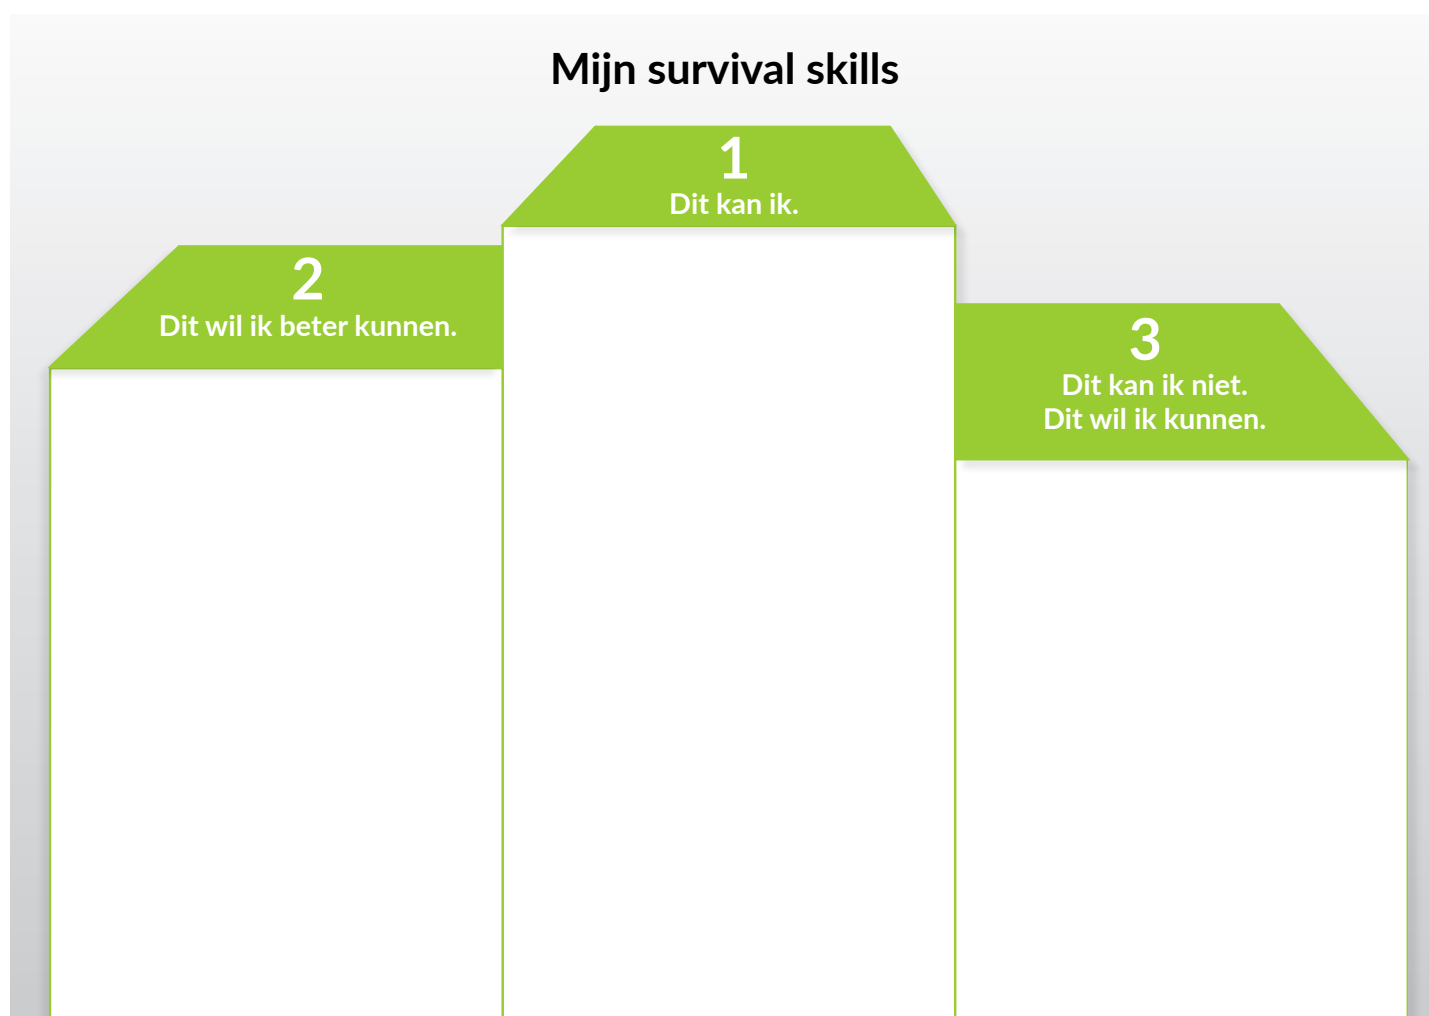 Mijn survival skills
1
Dit kan ik.
2
Dit wil ik beter kunnen.
3
Dit kan ik niet.
Dit wil ik kunnen.